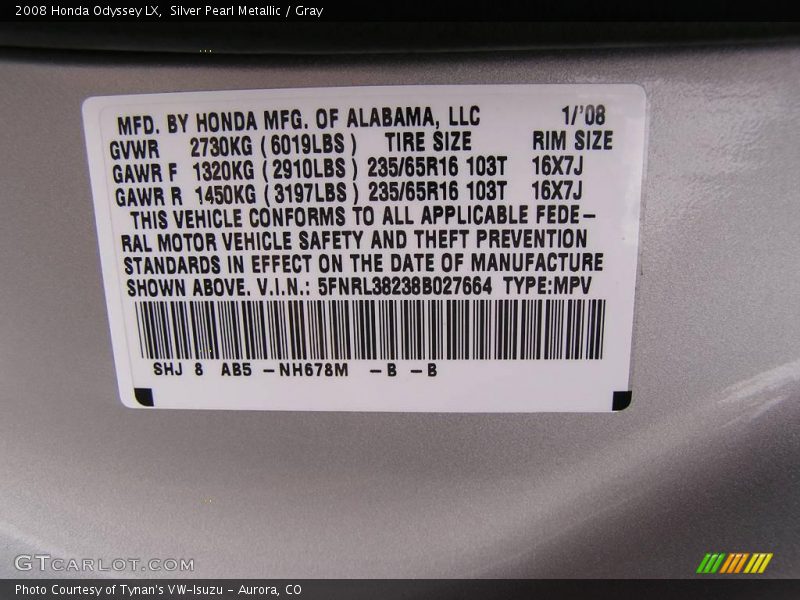 2008 Honda Odyssey LX, Silver Pearl Metallic / Gray
MFD. BY HONDA MFG. OF ALABAMA, LLC 1/'08
GVWR 2730KG (6019LBS) TIRE SIZE RIM SIZE
GAWR F 1320KG (2910LBS) 235/65R16 103T 16X7J
GAWR R 1450KG (3197LBS) 235/65R16 103T 16X7J
THIS VEHICLE CONFORMS TO ALL APPLICABLE FEDE-
RAL MOTOR VEHICLE SAFETY AND THEFT PREVENTION
STANDARDS IN EFFECT ON THE DATE OF MANUFACTURE
SHOWN ABOVE. V.I.N.: 5FNRL38238B027664 TYPE:MPV
SHJ 8 AB5 -NH678M -B -B
GTCARLOT.COM
Photo Courtesy of Tynan's VW-Isuzu - Aurora, CO